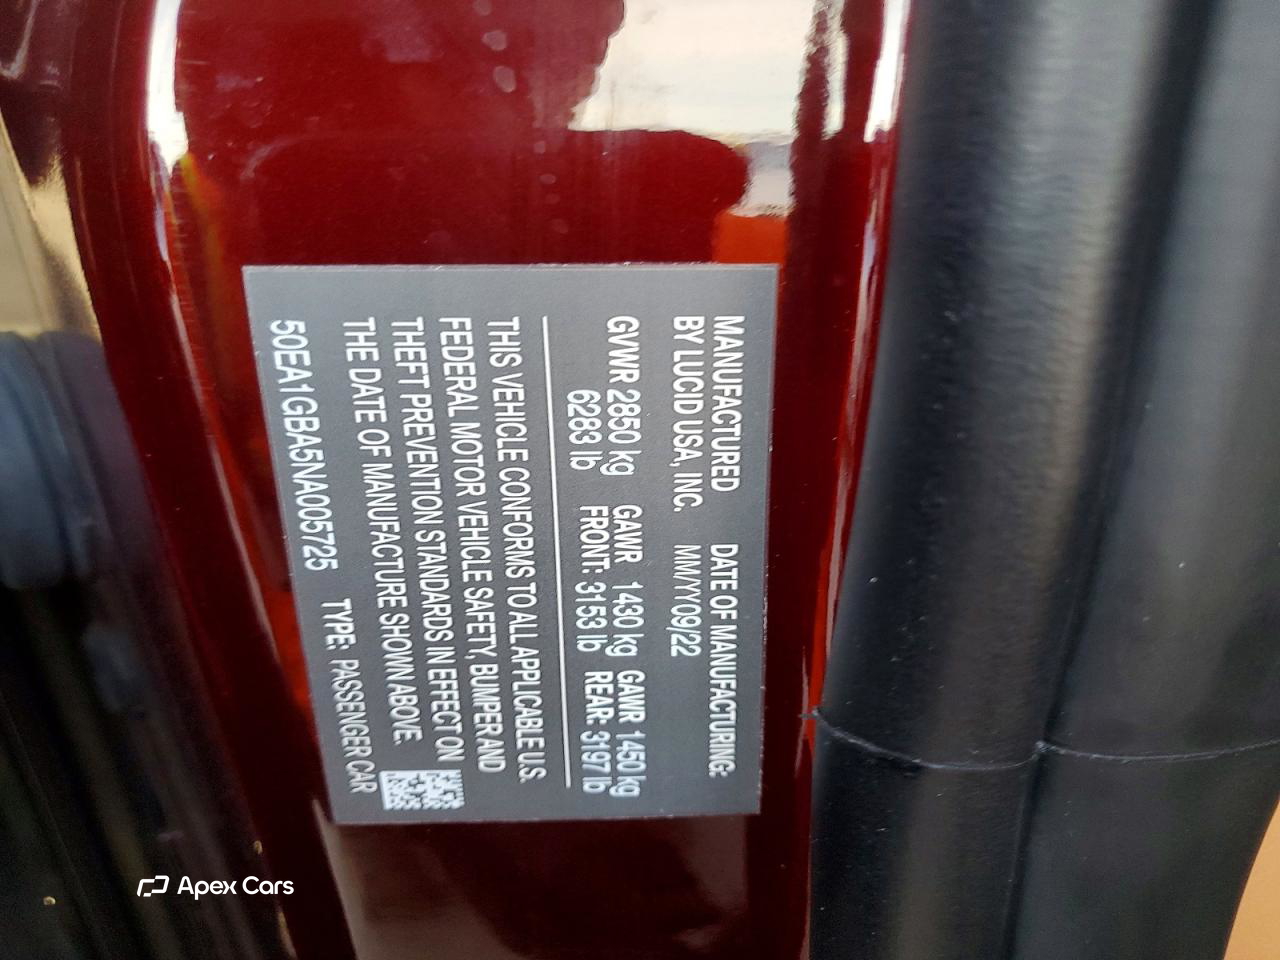 MANUFACTURED DATE OF MANUFACTURING:
BY LUCID USA, INC. MM/YY09/22
GVWR 2850 kg GAWR 1430 kg GAWR 1450 kg
6283 lb FRONT: 3153 lb REAR: 3197 lb
THIS VEHICLE CONFORMS TO ALL APPLICABLE U.S.
FEDERAL MOTOR VEHICLE SAFETY, BUMPER AND
THEFT PREVENTION STANDARDS IN EFFECT ON
THE DATE OF MANUFACTURE SHOWN ABOVE.
50EA1GBA5NA005725 TYPE: PASSENGER CAR
Apex Cars